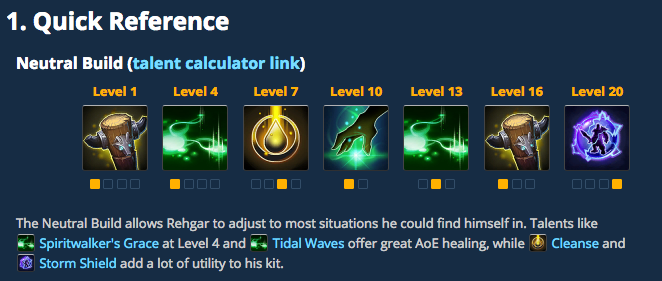 1. Quick Reference
Neutral Build (talent calculator link)
Level 1 Level 4 Level 7 Level 10 Level 13 Level 16 Level 20
The Neutral Build allows Rehgar to adjust to most situations he could find himself in. Talents like
Spiritwalker's Grace at Level 4 and Tidal Waves offer great AoE healing, while Cleanse and
Storm Shield add a lot of utility to his kit.